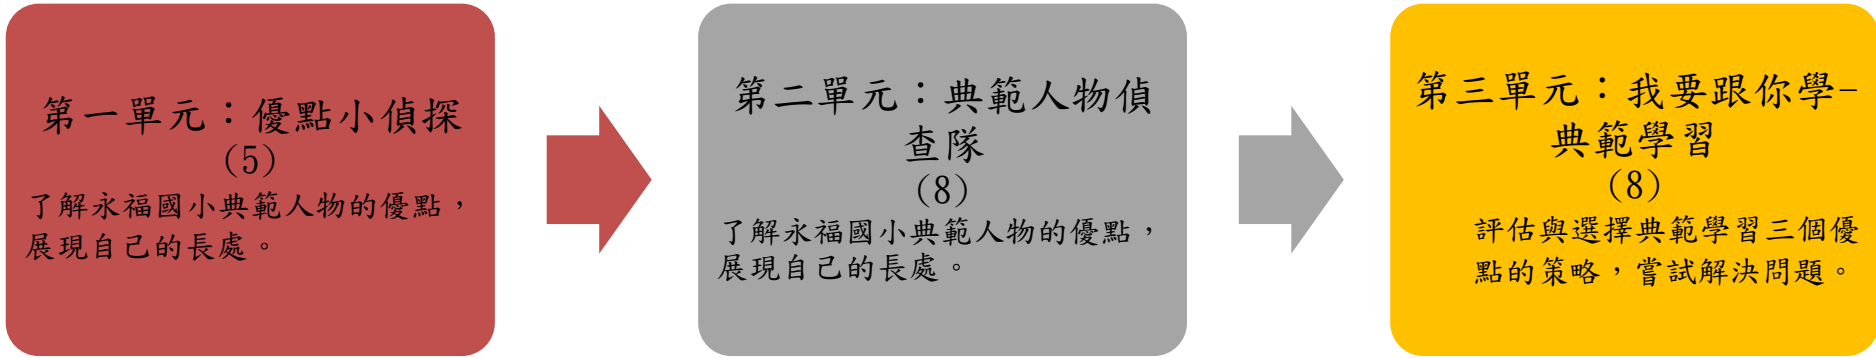 第一單元：優點小偵探
(5)
了解永福國小典範人物的優點，
展現自己的長處。
第二單元：典範人物偵
查隊
(8)
了解永福國小典範人物的優點，
展現自己的長處。
第三單元：我要跟你學-
典範學習
(8)
評估與選擇典範學習三個優
點的策略，嘗試解決問題。